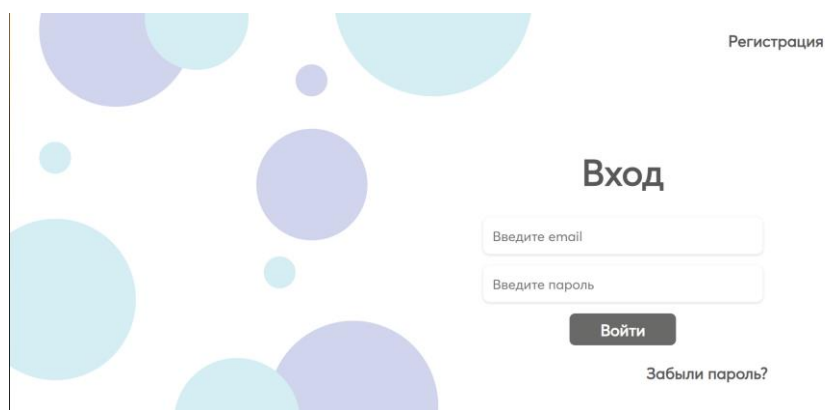 Регистрация
Вход
Введите email
Введите пароль
Войти
Забыли пароль?